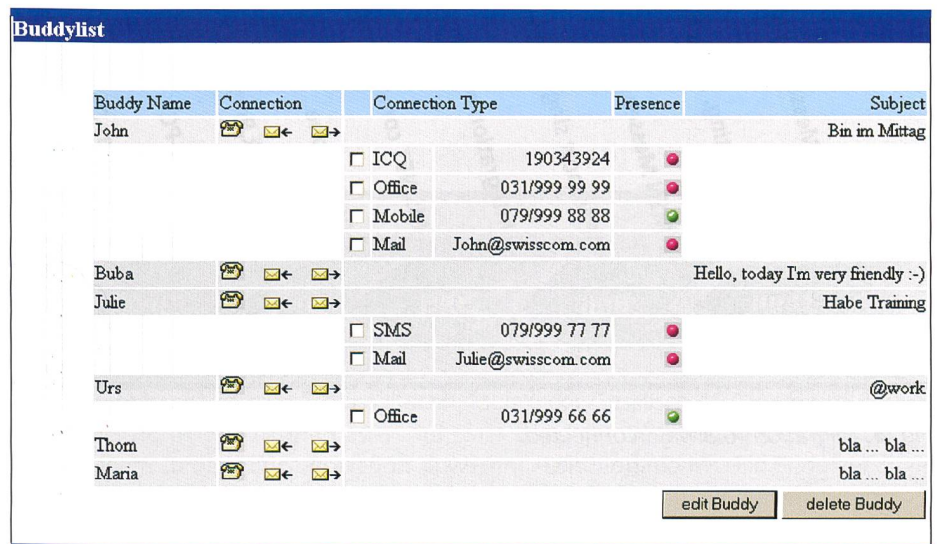 Buddylist
Buddy Name Connection Connection Type Presence Subject
John Bin im Mittag
ICQ 190343924
Office 031/999 99 99
Mobile 079/999 88 88
Mail John@swisscom.com
Buba Hello, today I'm very friendly :-)
Julie Habe Training
SMS 079/999 77 77
Mail Julie@swisscom.com
Urs @work
Office 031/999 66 66
Thom bla ... bla ...
Maria bla ... bla ...
edit Buddy delete Buddy